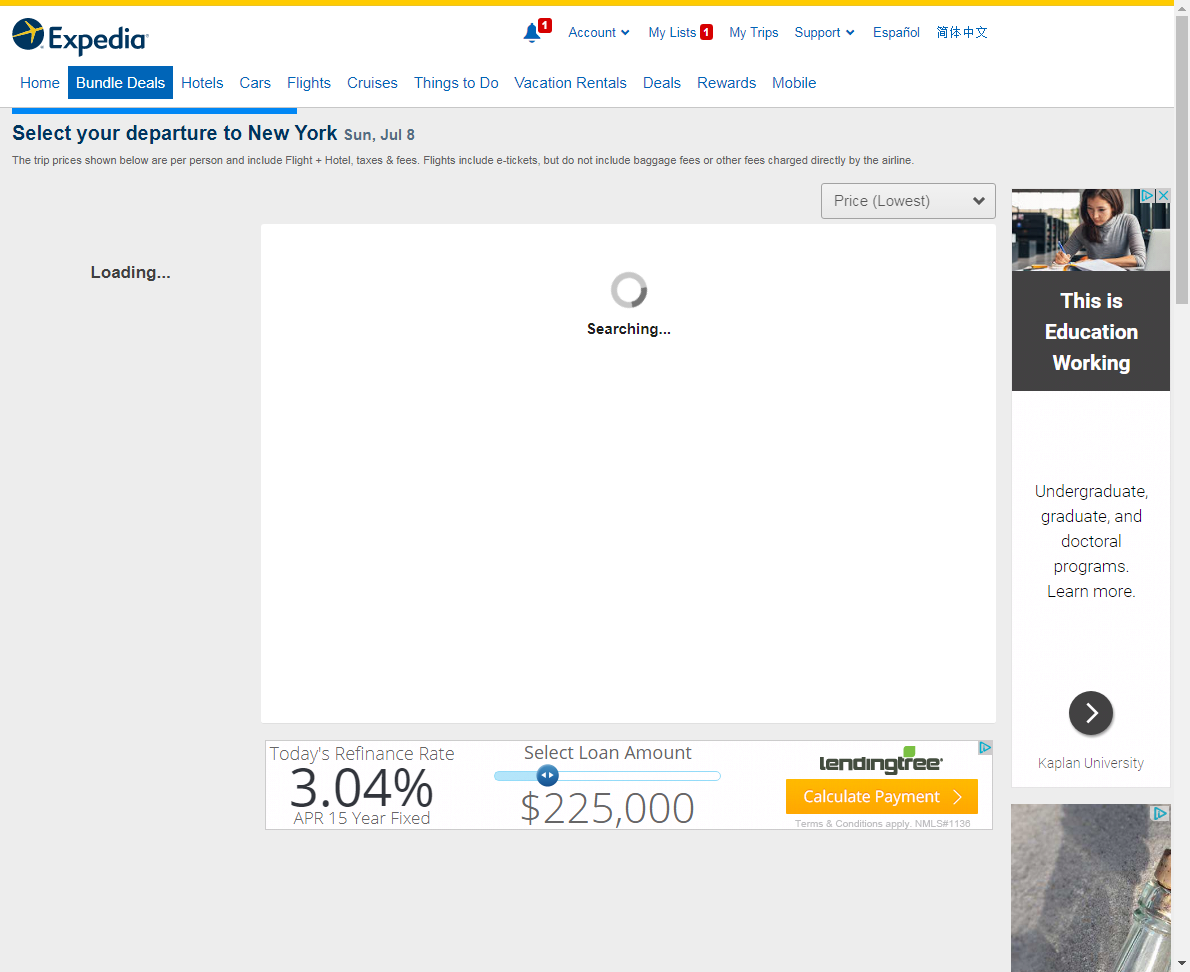 Expedia
1
Account
My Lists 1
My Trips
Support
Español
简体中文
Home
Bundle Deals
Hotels
Cars
Flights
Cruises
Things to Do
Vacation Rentals
Deals
Rewards
Mobile
Select your departure to New York Sun, Jul 8
The trip prices shown below are per person and include Flight + Hotel, taxes & fees. Flights include e-tickets, but do not include baggage fees or other fees charged directly by the airline.
Price (Lowest)
Loading...
Searching...
This is
Education
Working
Undergraduate,
graduate, and
doctoral
programs.
Learn more.
Kaplan University
Today's Refinance Rate
3.04%
APR 15 Year Fixed
Select Loan Amount
$225,000
lendingtree
Calculate Payment
Terms & Conditions apply. NMLS#1136